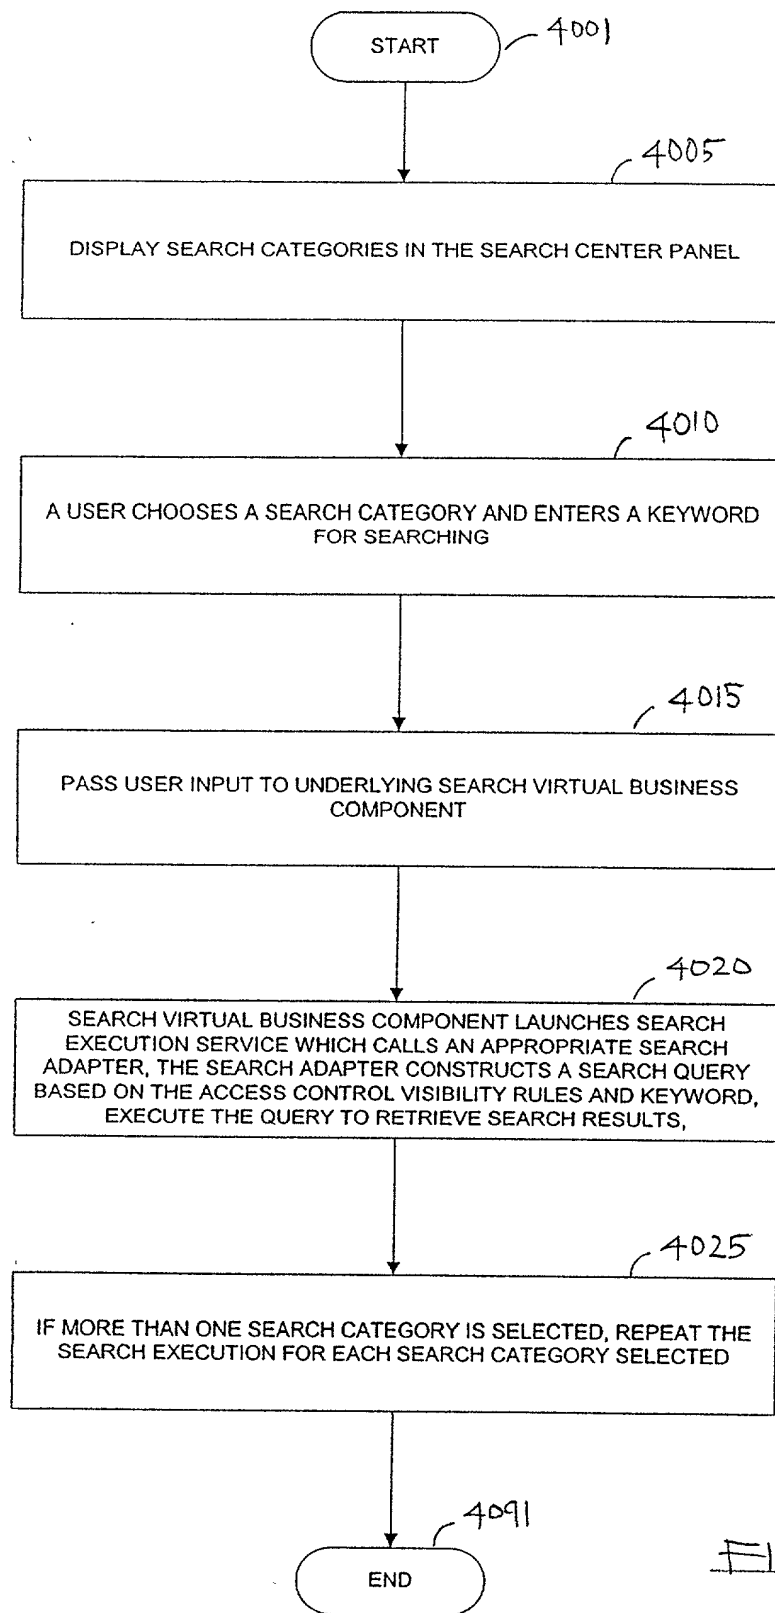 START
4001
4005
DISPLAY SEARCH CATEGORIES IN THE SEARCH CENTER PANEL
4010
A USER CHOOSES A SEARCH CATEGORY AND ENTERS A KEYWORD
FOR SEARCHING
4015
PASS USER INPUT TO UNDERLYING SEARCH VIRTUAL BUSINESS
COMPONENT
4020
SEARCH VIRTUAL BUSINESS COMPONENT LAUNCHES SEARCH
EXECUTION SERVICE WHICH CALLS AN APPROPRIATE SEARCH
ADAPTER, THE SEARCH ADAPTER CONSTRUCTS A SEARCH QUERY
BASED ON THE ACCESS CONTROL VISIBILITY RULES AND KEYWORD,
EXECUTE THE QUERY TO RETRIEVE SEARCH RESULTS,
4025
IF MORE THAN ONE SEARCH CATEGORY IS SELECTED, REPEAT THE
SEARCH EXECUTION FOR EACH SEARCH CATEGORY SELECTED
4091
END